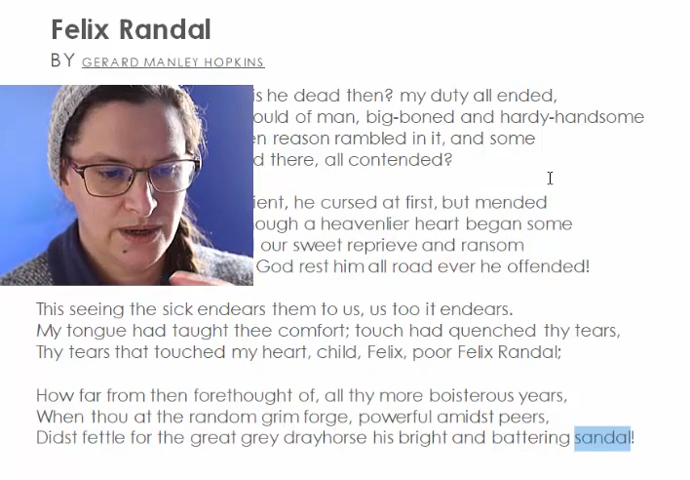 Felix Randal
BY GERARD MANLEY HOPKINS
is he dead then? my duty all ended,
ould of man, big-boned and hardy-handsome
en reason rambled in it, and some
d there, all contended?
ient, he cursed at first, but mended
ough a heavenlier heart began some
our sweet reprieve and ransom
God rest him all road ever he offended!
This seeing the sick endears them to us, us too it endears.
My tongue had taught thee comfort; touch had quenched thy tears,
Thy tears that touched my heart, child, Felix, poor Felix Randal;
How far from then forethought of, all thy more boisterous years,
When thou at the random grim forge, powerful amidst peers,
Didst fettle for the great grey drayhorse his bright and battering sandal!